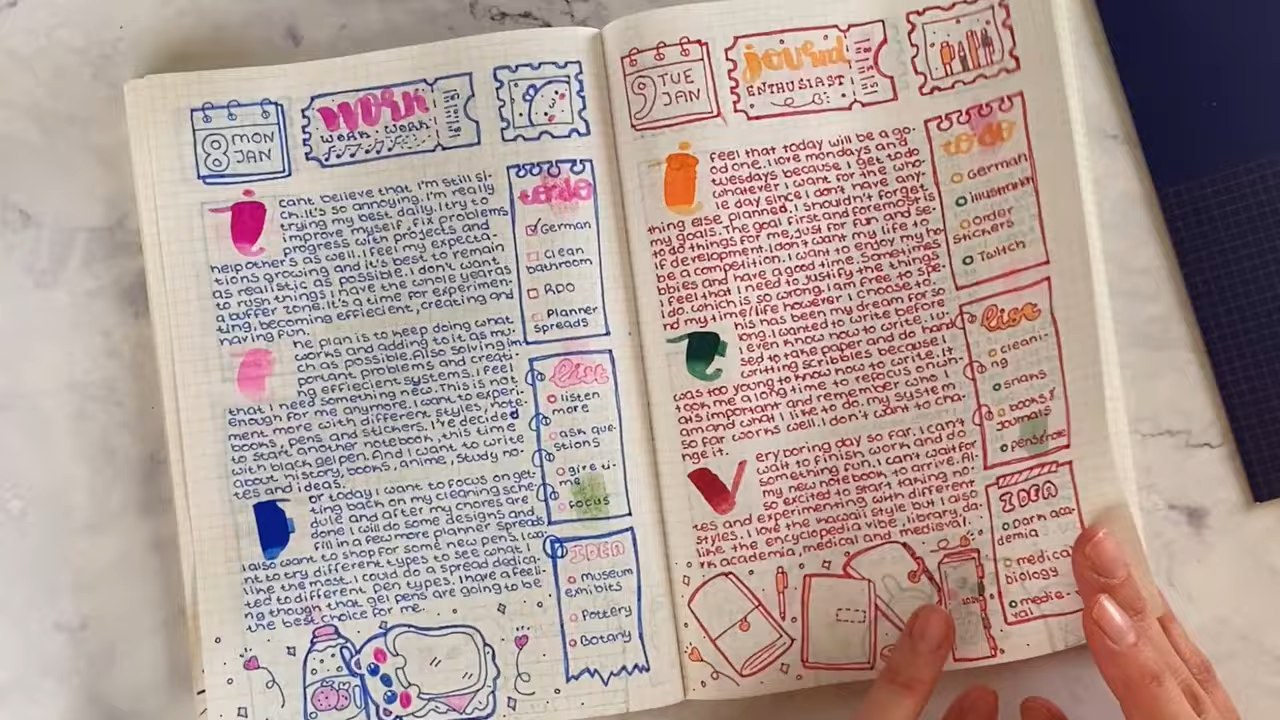 8 MON
JAN
WORK
WORK WORK
i cant believe that I'm still si-
ck. It's so annoying. I'm really
trying my best daily. I try to
improve myself, fix problems
progress with projects and
help others as well. I feel my expecta-
tions growing and it's best to remain
as realistic as possible. I don't want
a rush things. I have the whole year as
a buffer zone. It's a time for experimen-
ting, becoming effiecient, creating and
having fun.
t he plan is to keep doing what
works and adding to it as mu-
ch as possible. Also solving im-
portant problems and creati-
ng effiecient systems. I feel
that I need something new. This is not
enough for me anymore. I want to experi-
ment more with different styles, note-
books, pens and stickers. I've decided
to start another notebook, this time
with black gel pen. And I want to write
about history, books, anime, study no-
tes and ideas.
F or today I want to focus on get-
ting back on my cleaning sche-
dule and after my chores are
done I will do some designs and
fill in a few more planner spreads.
I also want to shop for some new pens. I wa-
nt to try different types to see what I
like the most. I could do a spread dedica-
ted to different pen types. I have a feeli-
ng though that gel pens are going to be
the best choice for me.
to do
German
clean
bathroom
RDO
Planner
spreads
list
listen
more
ask que-
stions
give ti-
me
focus
IDEA
museum
exhibits
Pottery
Botany
9 TUE
JAN
journal
ENTHUSIAST
i feel that today will be a go-
od one. I love mondays and
tuesdays because I get to do
whatever I want for the who-
le day since I don't have any-
thing else planned. I shouldn't forget
my goals. The goal first and foremost is
to do things for me, just for fun and se-
lf development. I don't want my life to
be a competition. I want to enjoy my ho-
bbies and have a good time. Sometimes
I feel that I need to justify the things
I do. which is so wrong. I am free to spe-
nd my time/life however I choose to.
t his has been my dream for so
long. I wanted to write before
I even know how to write. I u-
sed to take paper and do hand
writing scribbles because I
was too young to know how to write. It
took me a long time to refocus on wh-
at is important and remember who I
am and what I like to do. my system
so far works well. I don't want to cha-
nge it.
V ery boring day so far. I can't
wait to finish work and do
something fun. I can't wait for
my new notebook to arrive. Al-
so excited to start taking no-
tes and experimenting with different
styles. I love the kawaii style but I also
like the encyclopedia vibe, library, da-
rk academia, medical and medieval.
to do
German
Illustration
Order
stickers
Twitch
list
cleani-
ng
snaks
books &
journals
pens & note
IDEA
Dark aca-
demia
medical
biology
medie-
val